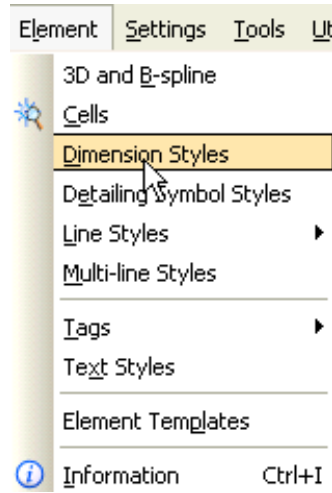 Element Settings Tools Ut
3D and B-spline
Cells
Dimension Styles
Detailing Symbol Styles
Line Styles
Multi-line Styles
Tags
Text Styles
Element Templates
Information Ctrl+I